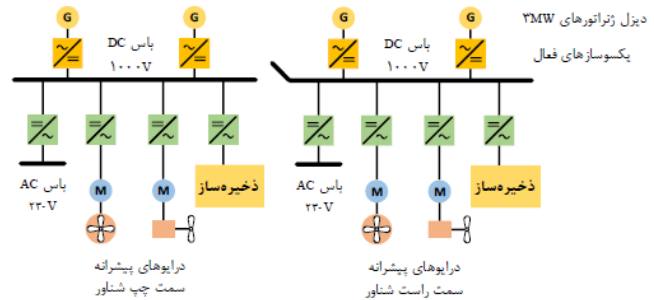 G
G
G
G
دیزل ژنراتورهای ۳MW
باس DC
۱۰۰۰V
باس DC
۱۰۰۰V
یکسوسازهای فعال
باس AC
۲۳۰V
M
M
ذخیره‌ساز
باس AC
۲۳۰V
M
M
ذخیره‌ساز
درایوهای پیشرانه
سمت چپ شناور
درایوهای پیشرانه
سمت راست شناور